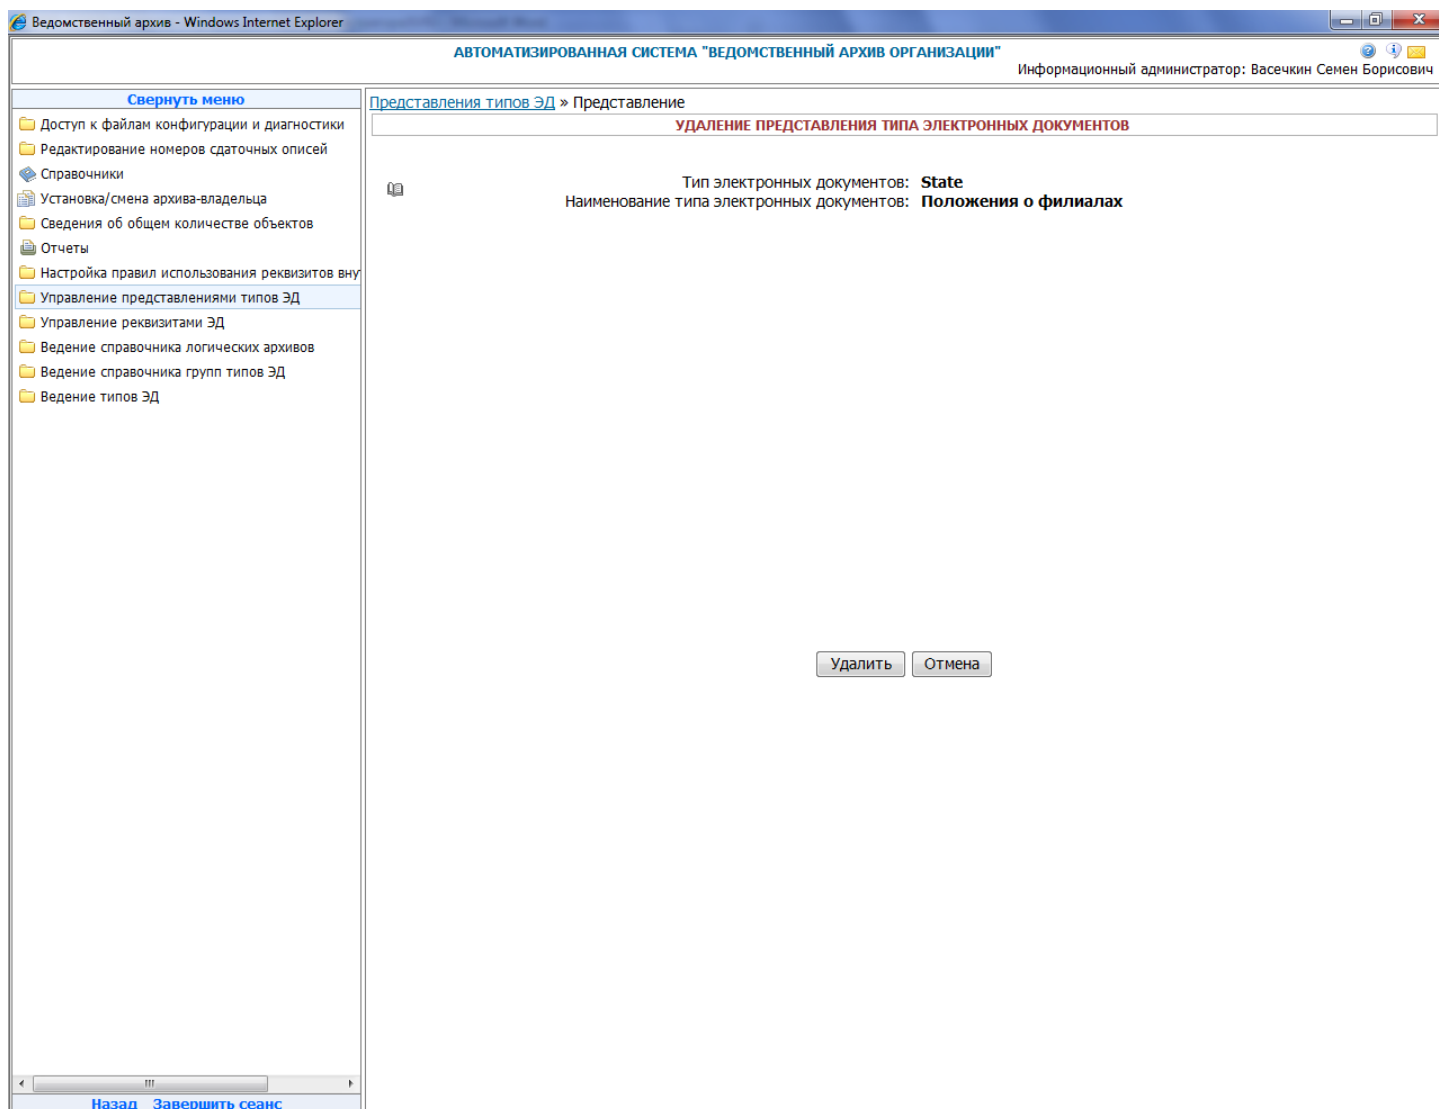 Ведомственный архив - Windows Internet Explorer
АВТОМАТИЗИРОВАННАЯ СИСТЕМА "ВЕДОМСТВЕННЫЙ АРХИВ ОРГАНИЗАЦИИ"
Информационный администратор: Васечкин Семен Борисович
Свернуть меню
Доступ к файлам конфигурации и диагностики
Редактирование номеров сдаточных описей
Справочники
Установка/смена архива-владельца
Сведения об общем количестве объектов
Отчеты
Настройка правил использования реквизитов вну
Управление представлениями типов ЭД
Управление реквизитами ЭД
Ведение справочника логических архивов
Ведение справочника групп типов ЭД
Ведение типов ЭД
Назад Завершить сеанс
Представления типов ЭД » Представление
УДАЛЕНИЕ ПРЕДСТАВЛЕНИЯ ТИПА ЭЛЕКТРОННЫХ ДОКУМЕНТОВ
Тип электронных документов: State
Наименование типа электронных документов: Положения о филиалах
Удалить Отмена